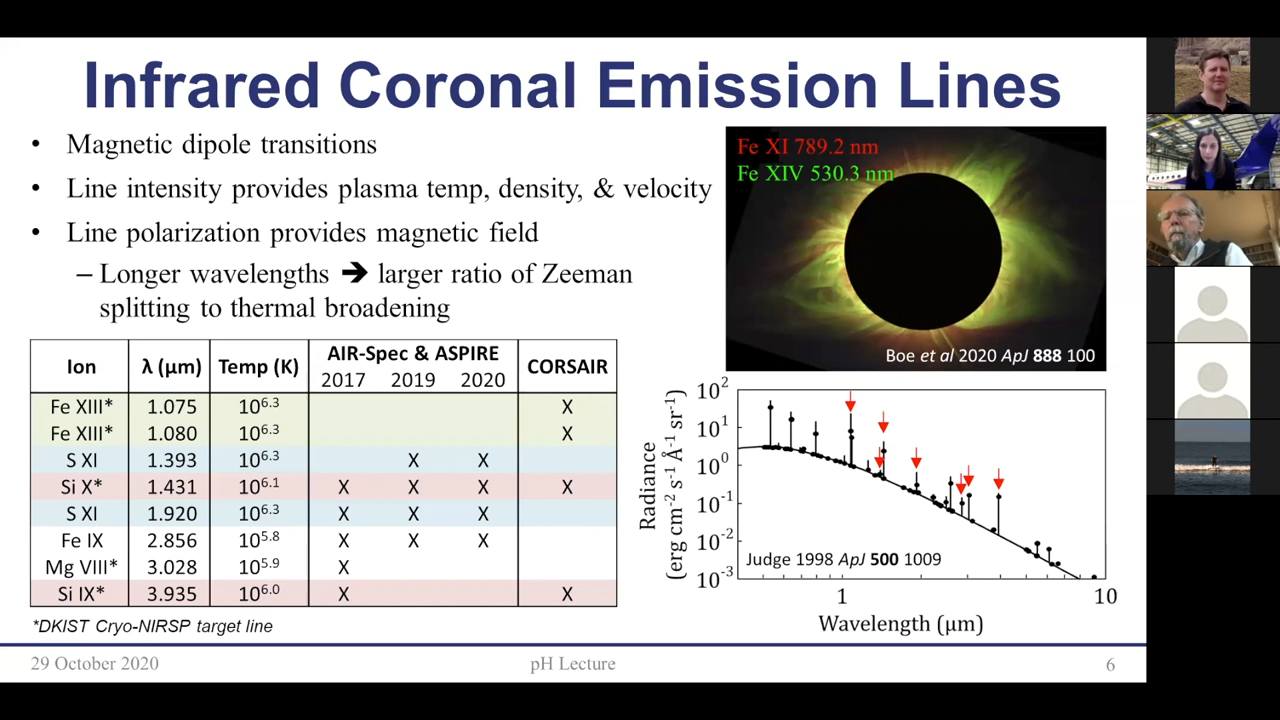 Infrared Coronal Emission Lines
• Magnetic dipole transitions
• Line intensity provides plasma temp, density, & velocity
• Line polarization provides magnetic field
– Longer wavelengths ➔ larger ratio of Zeeman
splitting to thermal broadening
Fe XI 789.2 nm
Fe XIV 530.3 nm
Boe et al 2020 ApJ 888 100
Ion λ (μm) Temp (K) AIR-Spec & ASPIRE CORSAIR
2017 2019 2020
Fe XIII* 1.075 10^6.3 X
Fe XIII* 1.080 10^6.3 X
S XI 1.393 10^6.3 X X
Si X* 1.431 10^6.1 X X X X
S XI 1.920 10^6.3 X X X
Fe IX 2.856 10^5.8 X X X
Mg VIII* 3.028 10^5.9 X
Si IX* 3.935 10^6.0 X X
*DKIST Cryo-NIRSP target line
Radiance
(erg cm^-2 s^-1 Å^-1 sr^-1)
10^2
10^1
10^0
10^-1
10^-2
10^-3
Judge 1998 ApJ 500 1009
1 10
Wavelength (μm)
29 October 2020 pH Lecture 6